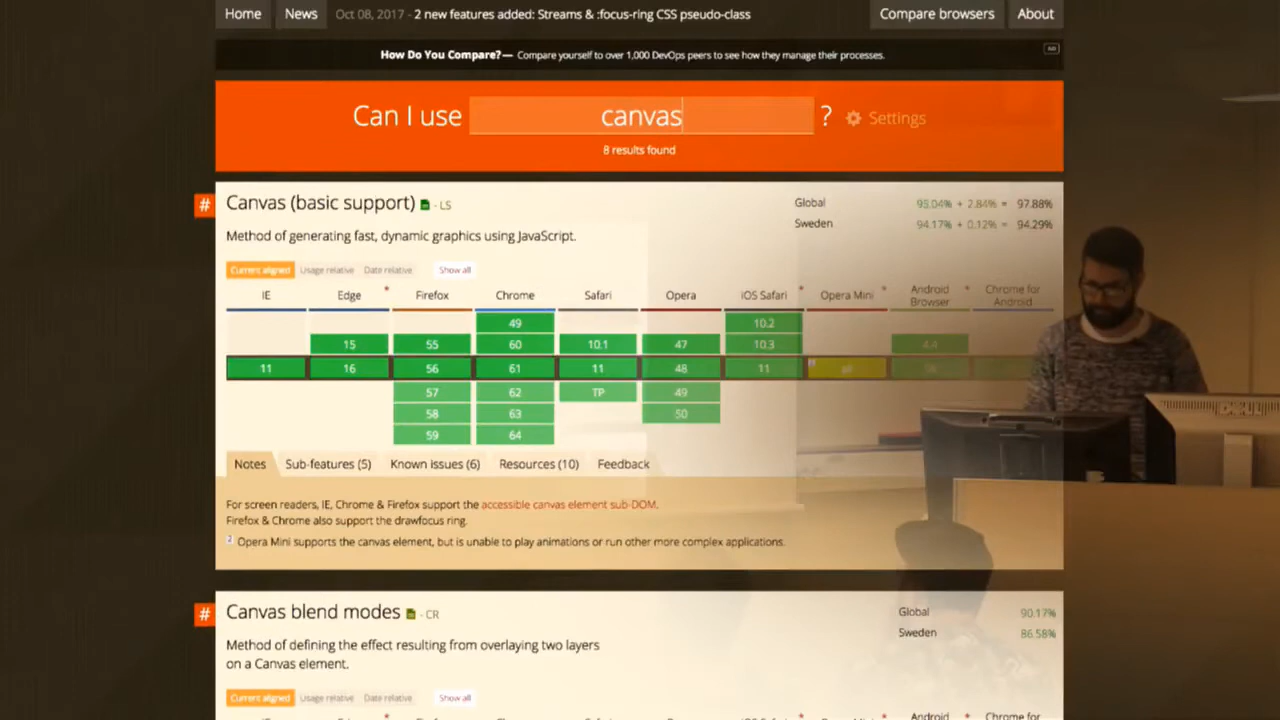 Home News Oct 08, 2017 - 2 new features added: Streams & :focus-ring CSS pseudo-class Compare browsers About
How Do You Compare?— Compare yourself to over 1,000 DevOps peers to see how they manage their processes.
Can I use canvas ? Settings
8 results found
# Canvas (basic support) - LS
Global 95.04% + 2.84% = 97.88%
Sweden 94.17% + 0.12% = 94.29%
Method of generating fast, dynamic graphics using JavaScript.
Current aligned Usage relative Date relative Show all
IE Edge * Firefox Chrome Safari Opera iOS Safari * Opera Mini * Android Browser * Chrome for Android
49 10.2
15 55 60 10.1 47 10.3 4.4
11 16 56 61 11 48 11
57 62 TP 49
58 63 50
59 64
Notes Sub-features (5) Known issues (6) Resources (10) Feedback
For screen readers, IE, Chrome & Firefox support the accessible canvas element sub-DOM.
Firefox & Chrome also support the drawfocus ring.
2 Opera Mini supports the canvas element, but is unable to play animations or run other more complex applications.
# Canvas blend modes - CR
Global 90.17%
Sweden 86.58%
Method of defining the effect resulting from overlaying two layers
on a Canvas element.
Current aligned Usage relative Date relative Show all
Android Chrome for
DELL